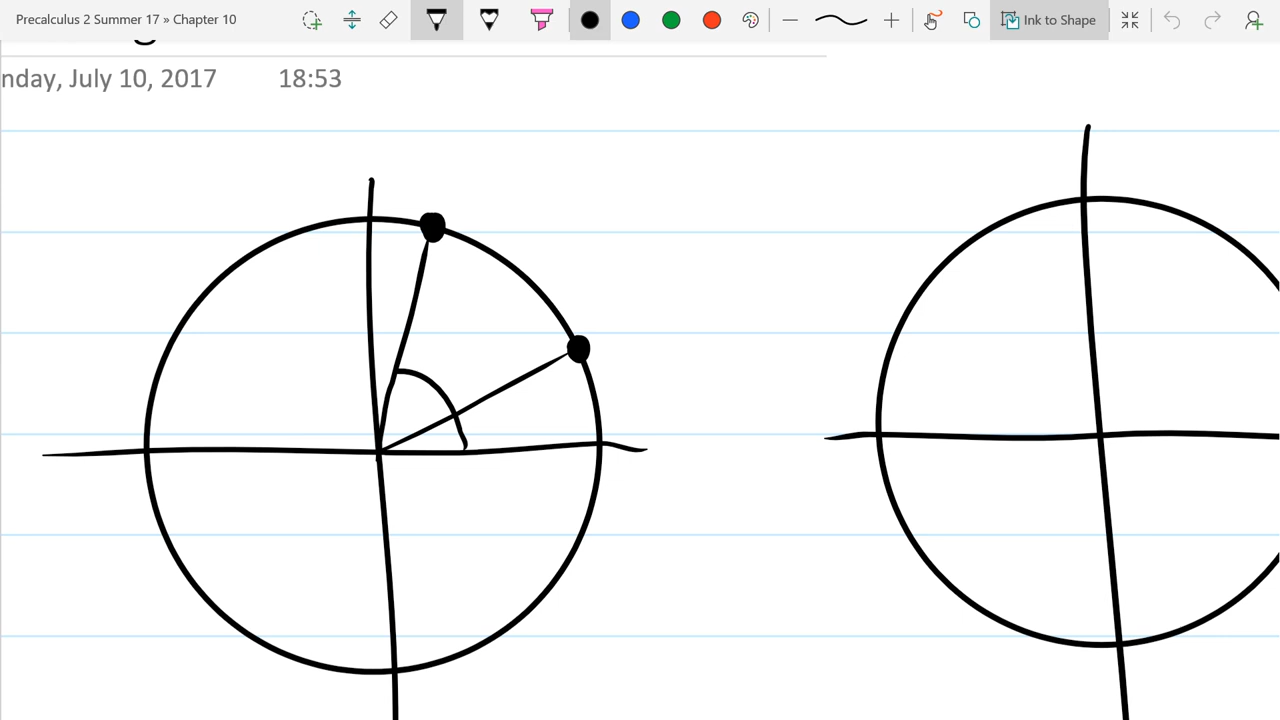 Precalculus 2 Summer 17 » Chapter 10
Ink to Shape
nday, July 10, 2017 18:53